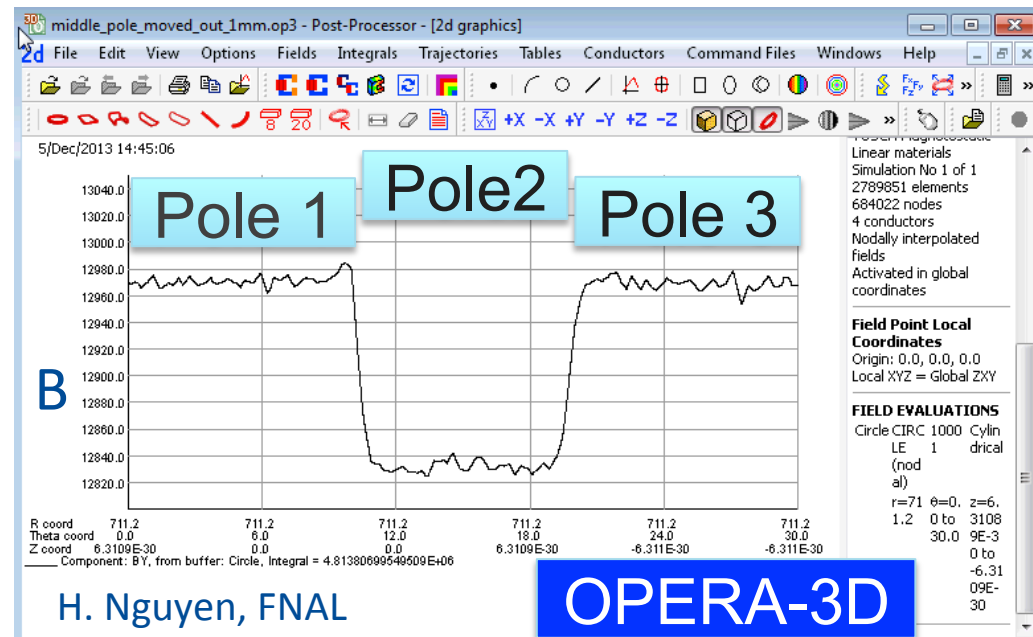 middle_pole_moved_out_1mm.op3 - Post-Processor - [2d graphics]
2d File Edit View Options Fields Integrals Trajectories Tables Conductors Command Files Windows Help
+X -X +Y -Y +Z -Z
5/Dec/2013 14:45:06
Pole 1
Pole2
Pole 3
13040.0
13020.0
13000.0
12980.0
12960.0
12940.0
12920.0
12900.0
12880.0
12860.0
12840.0
12820.0
B
R coord 711.2 711.2 711.2 711.2 711.2 711.2
Theta coord 0.0 6.0 12.0 18.0 24.0 30.0
Z coord 6.3109E-30 0.0 0.0 6.3109E-30 -6.311E-30 -6.311E-30
Component: BY, from buffer: Circle, Integral = 4.81380699549509E+06
H. Nguyen, FNAL
OPERA-3D
Linear materials
Simulation No 1 of 1
2789851 elements
684022 nodes
4 conductors
Nodally interpolated
fields
Activated in global
coordinates
Field Point Local
Coordinates
Origin: 0.0, 0.0, 0.0
Local XYZ = Global ZXY
FIELD EVALUATIONS
Circle CIRC 1000 Cylin
LE 1 drical
(nod
al)
r=71 θ=0. z=6.
1.2 0 to 3108
30.0 9E-3
0 to
-6.31
09E-
30